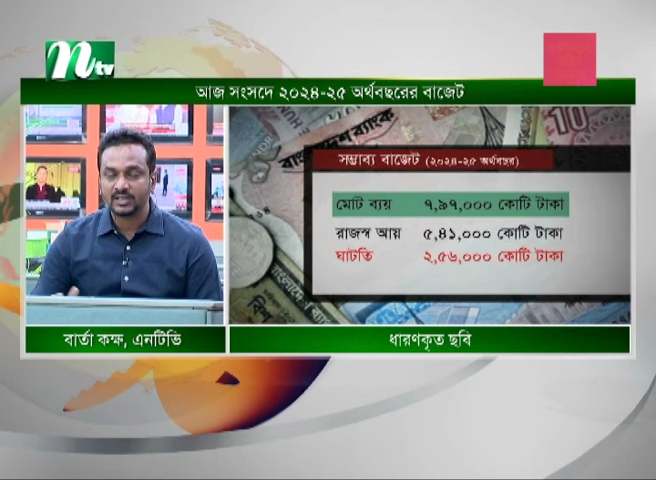 ntv
আজ সংসদে ২০২৪-২৫ অর্থবছরের বাজেট
বাংলাদেশ ব্যাংক
10
সম্ভাব্য বাজেট (২০২৪-২৫ অর্থবছর)
মোট ব্যয় ৭,৯৭,০০০ কোটি টাকা
রাজস্ব আয় ৫,৪১,০০০ কোটি টাকা
ঘাটতি ২,৫৬,০০০ কোটি টাকা
বার্তা কক্ষ, এনটিভি
ধারণকৃত ছবি